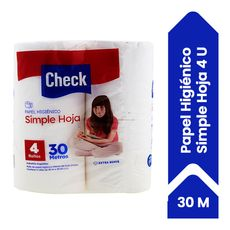 Check
PAPEL HIGIÉNICO
Simple Hoja
4
Rollos
30
Metros
EXTRA SUAVE
Papel Higiénico
Simple Hoja 4 U
30 M